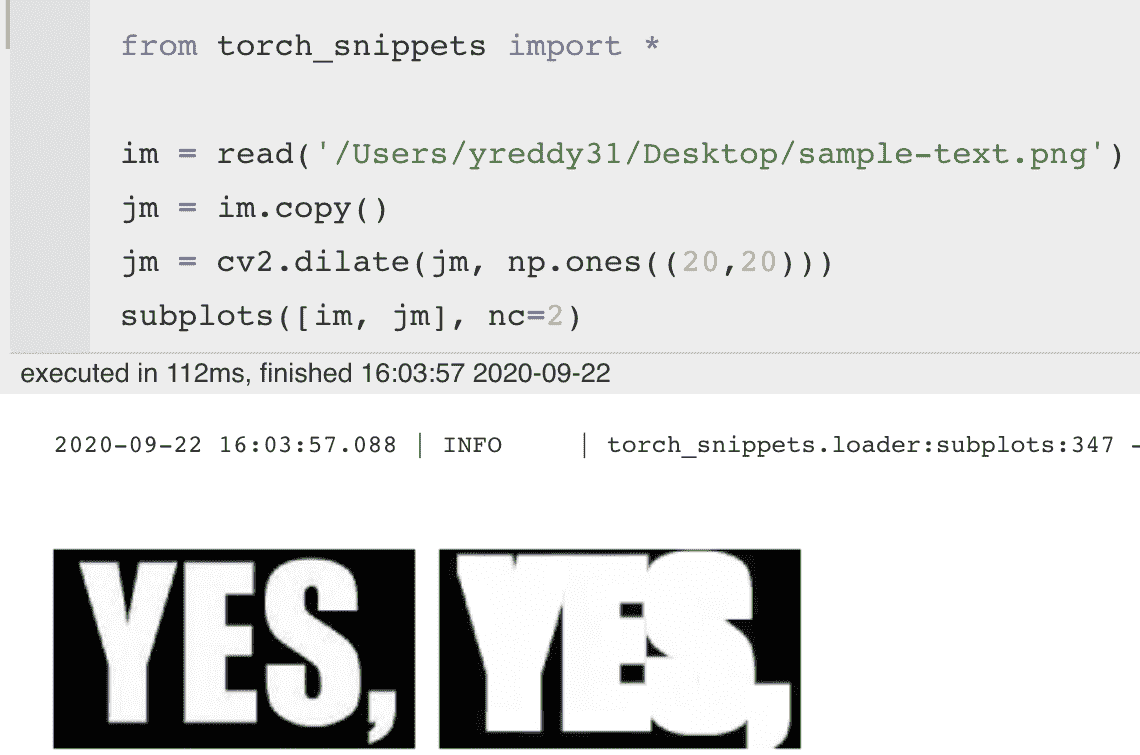 from torch_snippets import *
im = read('/Users/yreddy31/Desktop/sample-text.png')
jm = im.copy()
jm = cv2.dilate(jm, np.ones((20,20)))
subplots([im, jm], nc=2)
executed in 112ms, finished 16:03:57 2020-09-22
2020-09-22 16:03:57.088 | INFO     | torch_snippets.loader:subplots:347 -
YES, YES,